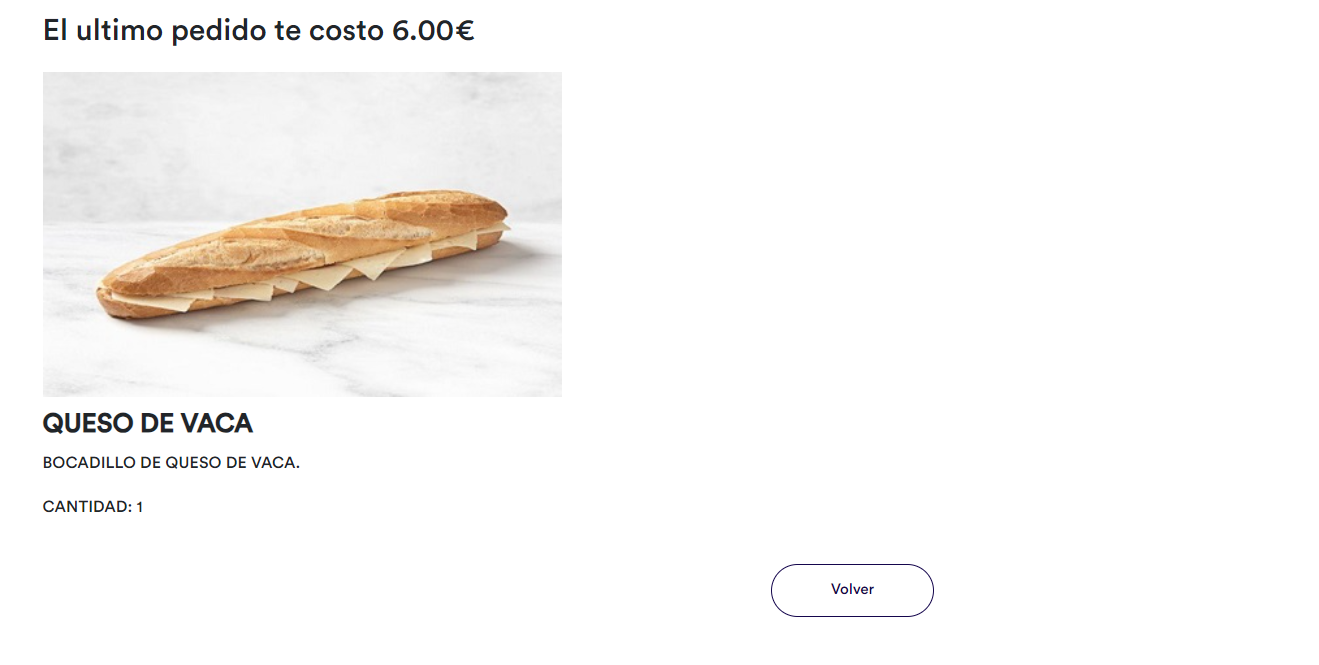 El ultimo pedido te costo 6.00€
QUESO DE VACA
BOCADILLO DE QUESO DE VACA.
CANTIDAD: 1
Volver